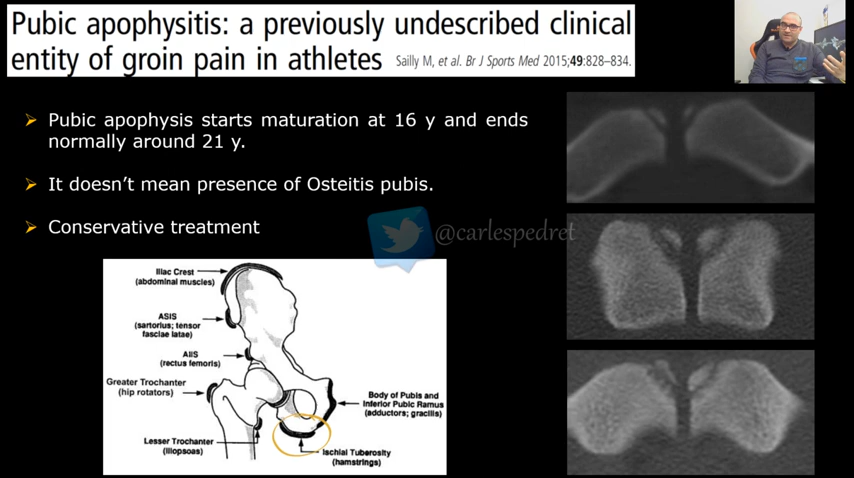 Pubic apophysitis: a previously undescribed clinical
entity of groin pain in athletes Sailly M, et al. Br J Sports Med 2015;49:828–834.
Pubic apophysis starts maturation at 16 y and ends
normally around 21 y.
It doesn't mean presence of Osteitis pubis.
Conservative treatment
@carlespedret
Iliac Crest
(abdominal muscles)
ASIS
(sartorius; tensor
fasciae latae)
AIIS
(rectus femoris)
Greater Trochanter
(hip rotators)
Lesser Trochanter
(iliopsoas)
Body of Pubis and
Inferior Pubic Ramus
(adductors; gracilis)
Ischial Tuberosity
(hamstrings)